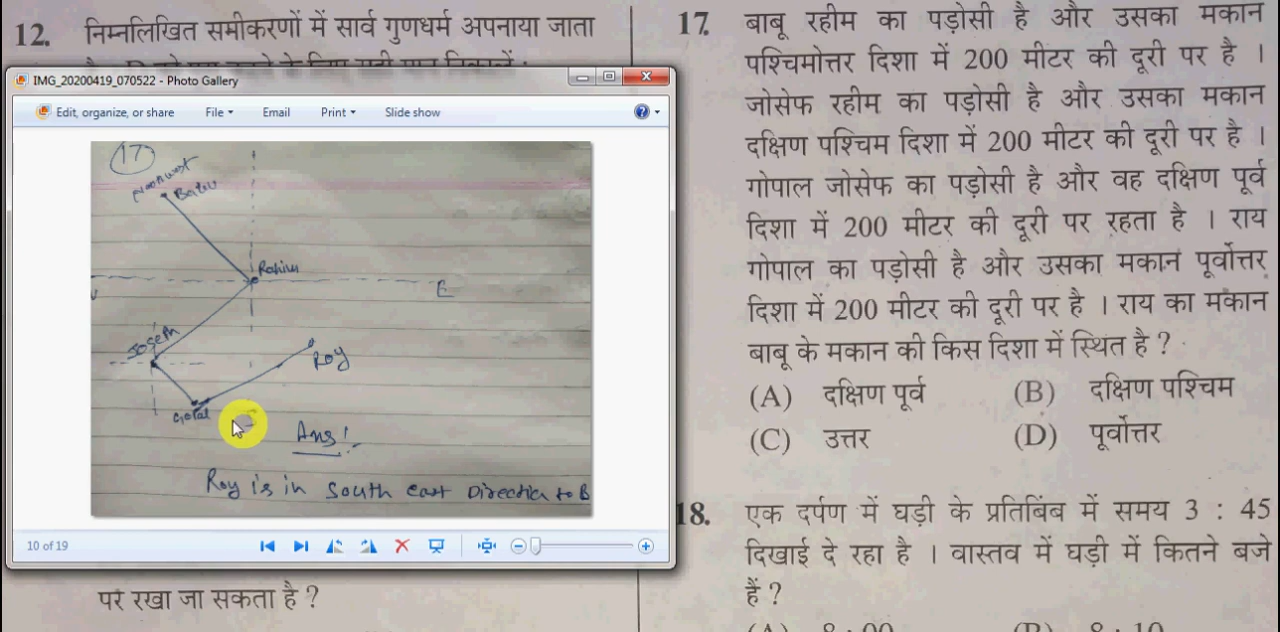 12. निम्नलिखित समीकरणों में सार्व गुणधर्म अपनाया जाता
IMG_20200419_070522 - Photo Gallery
Edit, organize, or share File Email Print Slide show
17
North west
Babu
Rahim
E
Joseph
Roy
Gopal
Ans!
Roy is in South east Direction to B
10 of 19
पर रखा जा सकता है ?
17. बाबू रहीम का पड़ोसी है और उसका मकान
पश्चिमोत्तर दिशा में 200 मीटर की दूरी पर है ।
जोसेफ रहीम का पड़ोसी है और उसका मकान
दक्षिण पश्चिम दिशा में 200 मीटर की दूरी पर है ।
गोपाल जोसेफ का पड़ोसी है और वह दक्षिण पूर्व
दिशा में 200 मीटर की दूरी पर रहता है । राय
गोपाल का पड़ोसी है और उसका मकान पूर्वोत्तर
दिशा में 200 मीटर की दूरी पर है । राय का मकान
बाबू के मकान की किस दिशा में स्थित है ?
(A) दक्षिण पूर्व (B) दक्षिण पश्चिम
(C) उत्तर (D) पूर्वोत्तर
18. एक दर्पण में घड़ी के प्रतिबिंब में समय 3 : 45
दिखाई दे रहा है । वास्तव में घड़ी में कितने बजे
हैं ?
(A) 8 : 00 (B) 8 : 10